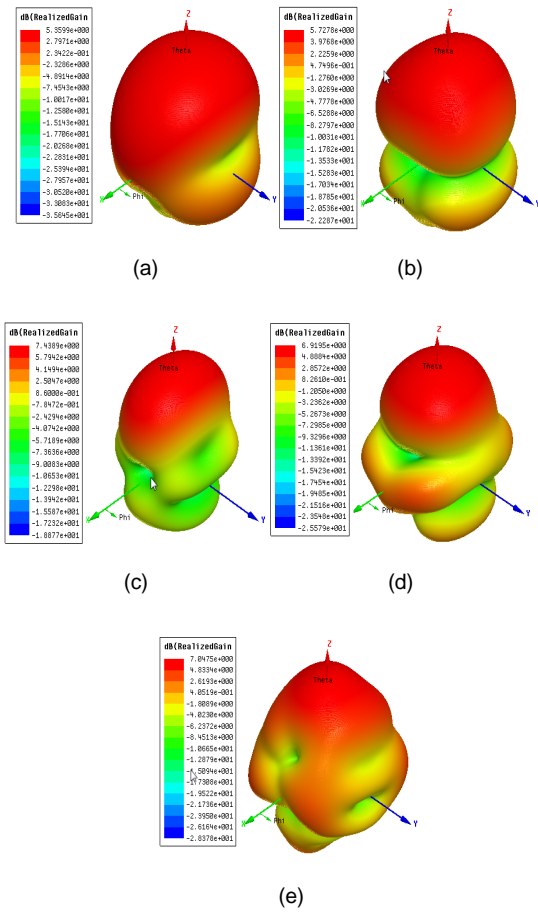 dB(RealizedGain
5.3599e+000
2.7971e+000
2.3422e-001
-2.3286e+000
-4.8914e+000
-7.4543e+000
-1.0017e+001
-1.2580e+001
-1.5143e+001
-1.7706e+001
-2.0268e+001
-2.2831e+001
-2.5394e+001
-2.7957e+001
-3.0520e+001
-3.3083e+001
-3.5645e+001
Z
Theta
X
Phi
Y
(a)
dB(RealizedGain
5.7278e+000
3.9768e+000
2.2259e+000
4.7498e-001
-1.2760e+000
-3.0269e+000
-4.7778e+000
-6.5288e+000
-8.2797e+000
-1.0031e+001
-1.1782e+001
-1.3533e+001
-1.5283e+001
-1.7034e+001
-1.8785e+001
-2.0536e+001
-2.2287e+001
Z
Theta
X
Phi
Y
(b)
dB(RealizedGain
7.4389e+000
5.7942e+000
4.1494e+000
2.5047e+000
8.6000e-001
-7.8472e-001
-2.4294e+000
-4.0742e+000
-5.7189e+000
-7.3636e+000
-9.0083e+000
-1.0653e+001
-1.2298e+001
-1.3942e+001
-1.5587e+001
-1.7232e+001
-1.8877e+001
Z
Theta
X
Phi
Y
(c)
dB(RealizedGain
6.9195e+000
4.8884e+000
2.8572e+000
8.2610e-001
-1.2050e+000
-3.2362e+000
-5.2673e+000
-7.2985e+000
-9.3296e+000
-1.1361e+001
-1.3392e+001
-1.5423e+001
-1.7454e+001
-1.9485e+001
-2.1516e+001
-2.3548e+001
-2.5579e+001
Z
Theta
X
Phi
Y
(d)
dB(RealizedGain
7.0475e+000
4.8334e+000
2.6193e+000
4.0519e-001
-1.8089e+000
-4.0230e+000
-6.2372e+000
-8.4513e+000
-1.0665e+001
-1.2879e+001
-1.7308e+001
-1.9522e+001
-2.1736e+001
-2.3950e+001
-2.6164e+001
-2.8378e+001
Z
Theta
X
Phi
Y
(e)